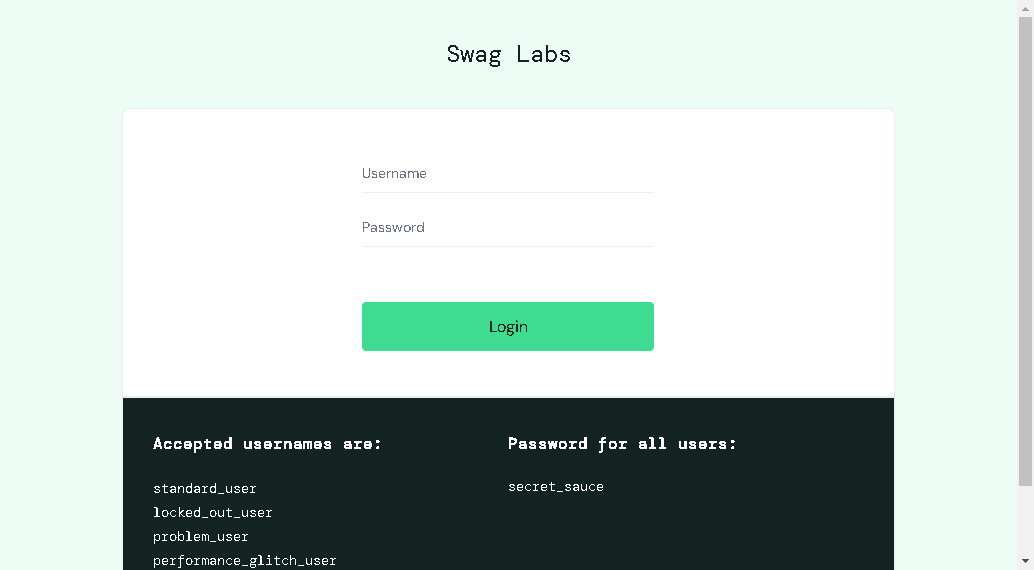 Swag Labs
Username
Password
Login
Accepted usernames are:
standard_user
locked_out_user
problem_user
performance_glitch_user
Password for all users:
secret_sauce